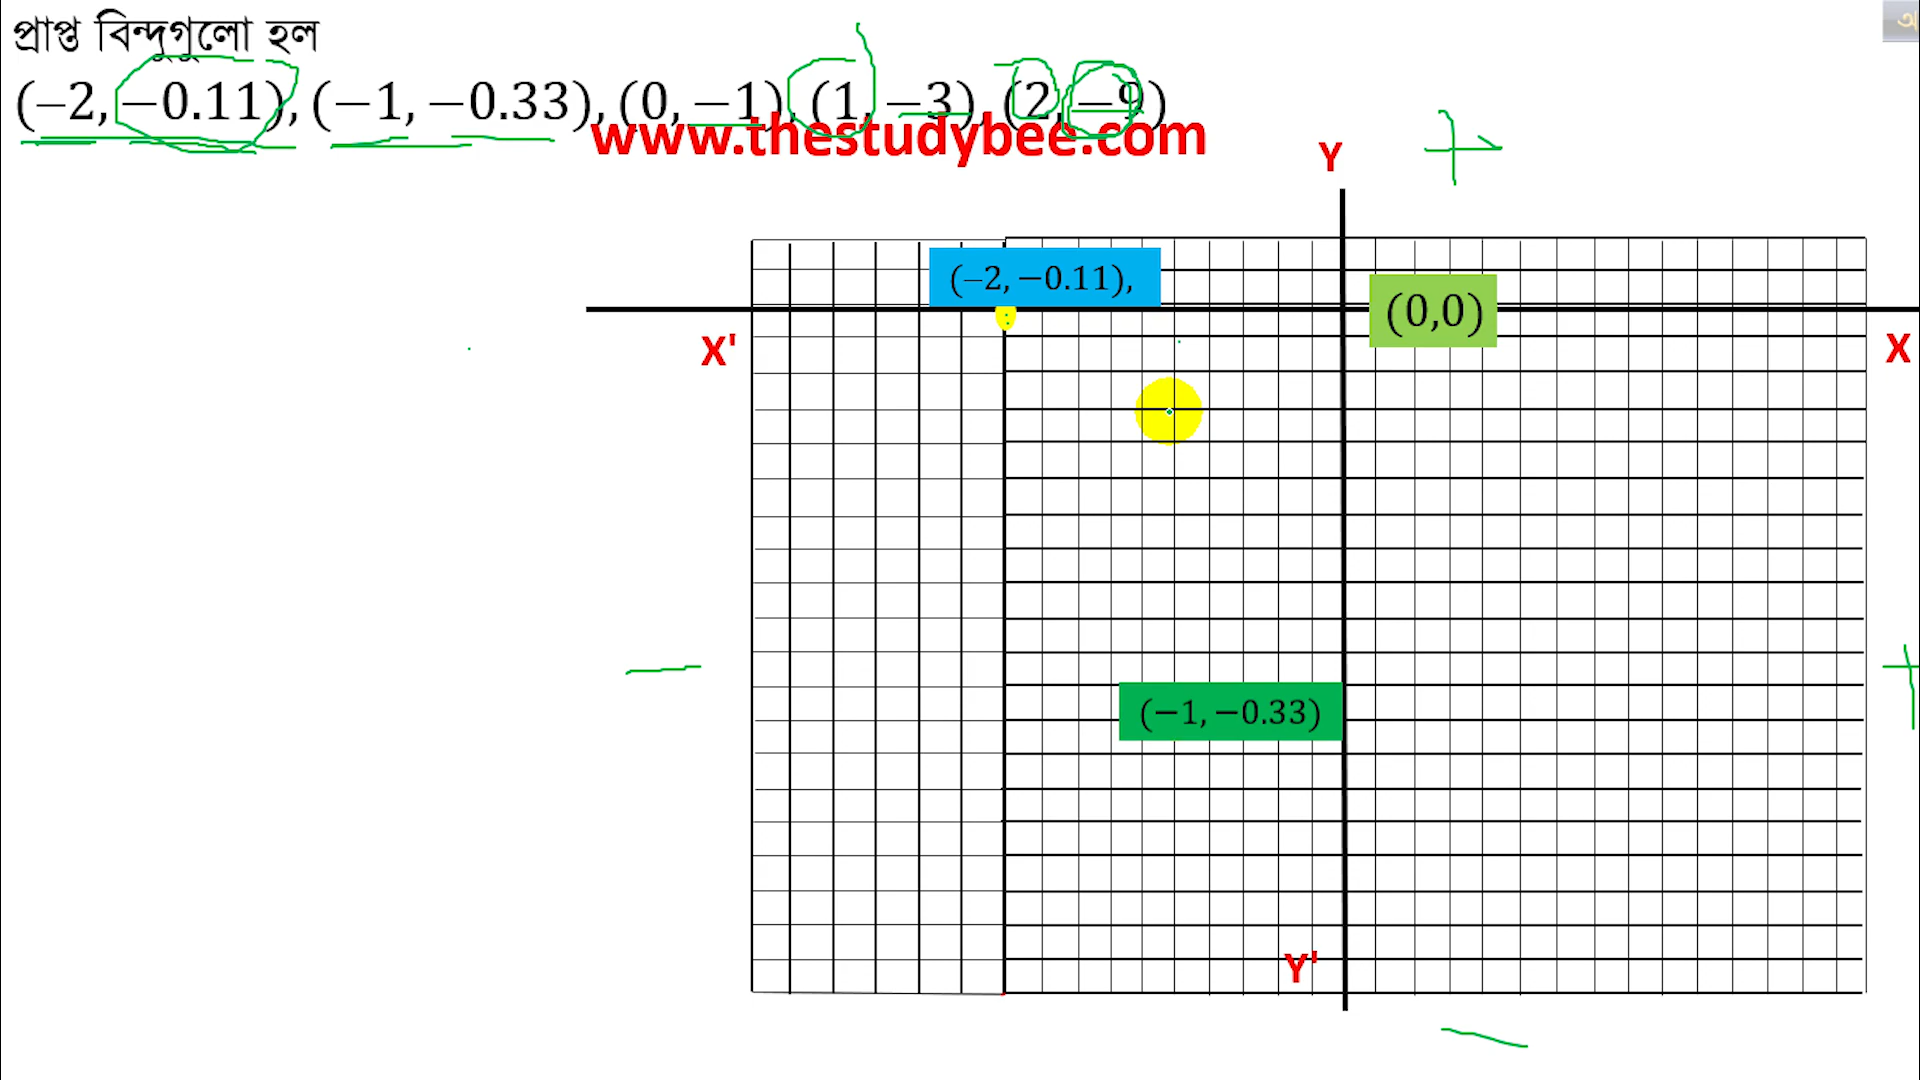 প্রাপ্ত বিন্দুগুলো হল
(−2, −0.11), (−1, −0.33), (0, −1), (1, −3), (2, −9)
www.thestudybee.com
Y
(−2, −0.11),
(0,0)
X'
X
(−1, −0.33)
Y'